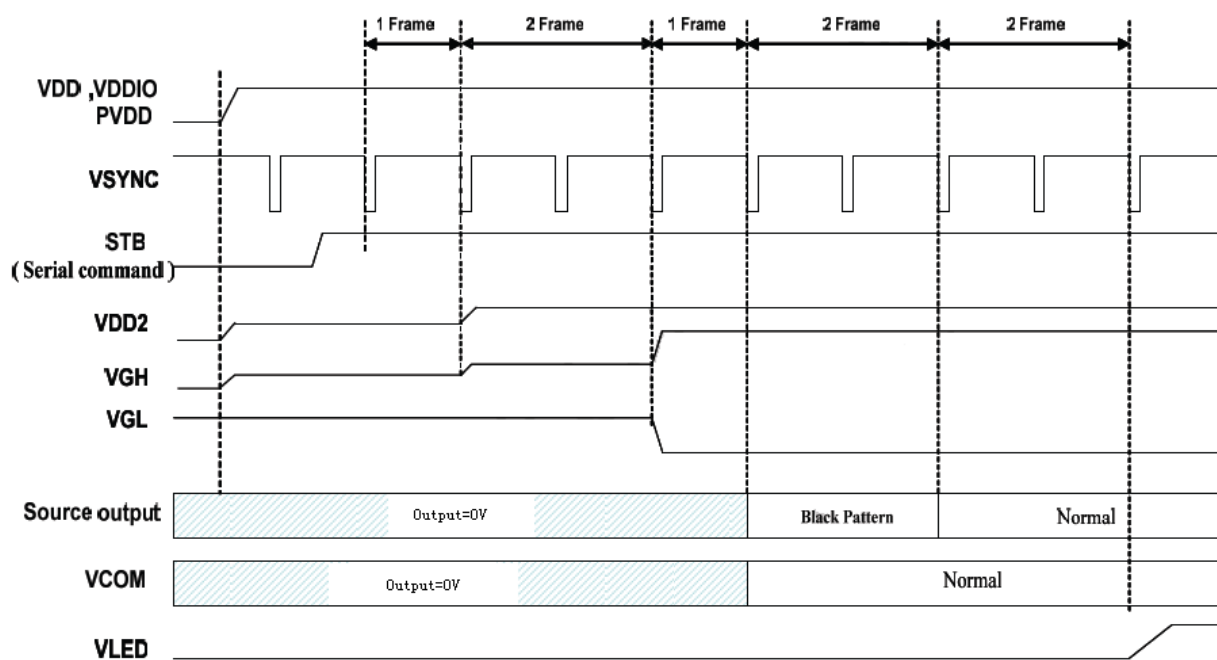 1 Frame 2 Frame 1 Frame 2 Frame 2 Frame
VDD ,VDDIO
PVDD
VSYNC
STB
( Serial command )
VDD2
VGH
VGL
Source output Output=0V Black Pattern Normal
VCOM Output=0V Normal
VLED